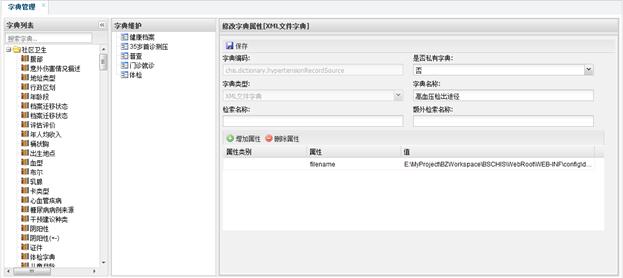 字典管理
字典列表
搜索字典...
社区卫生
腹部
意外伤害情况描述
地址类型
行政区划
年龄段
档案迁移状态
档案迁移状态
评估评价
年人均收入
桶状胸
出生地点
血型
布尔
乳腺
卡类型
心血管疾病
糖尿病病例来源
干预建议种类
阴阳性
阴阳性(+-)
证件
体检字典
字典维护
健康档案
35岁首诊测压
普查
门诊就诊
体检
修改字典属性[XML文件字典]
保存
字典编码: 是否私有字典:
chis.dictionary.hypertensionRecordSource 否
字典类型: 字典名称:
XML文件字典 高血压检出途径
检索名称: 额外检索名称:
增加属性 删除属性
属性类别 属性 值
filename E:\MyProject\BZWorkspace\BSCHIS\WebRoot\WEB-INF\config\d...